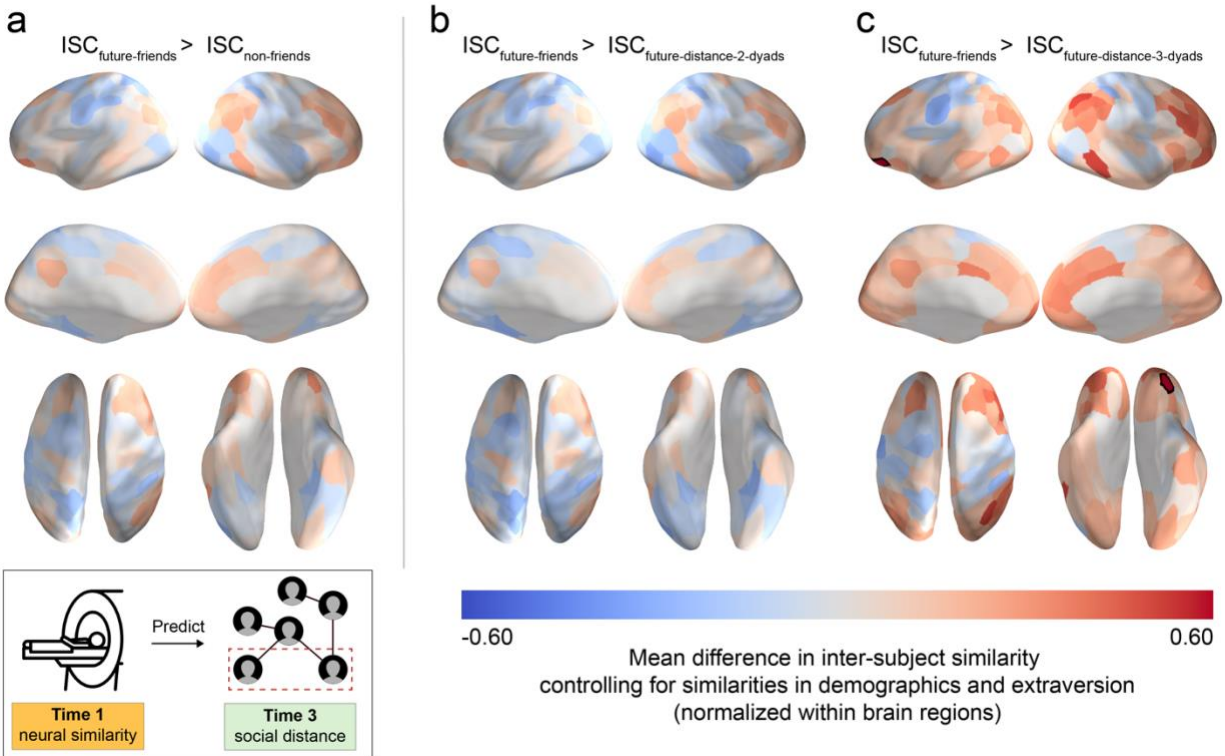 a
ISCfuture-friends > ISCnon-friends
b
ISCfuture-friends > ISCfuture-distance-2-dyads
c
ISCfuture-friends > ISCfuture-distance-3-dyads
Predict
Time 1
neural similarity
Time 3
social distance
-0.60
0.60
Mean difference in inter-subject similarity
controlling for similarities in demographics and extraversion
(normalized within brain regions)